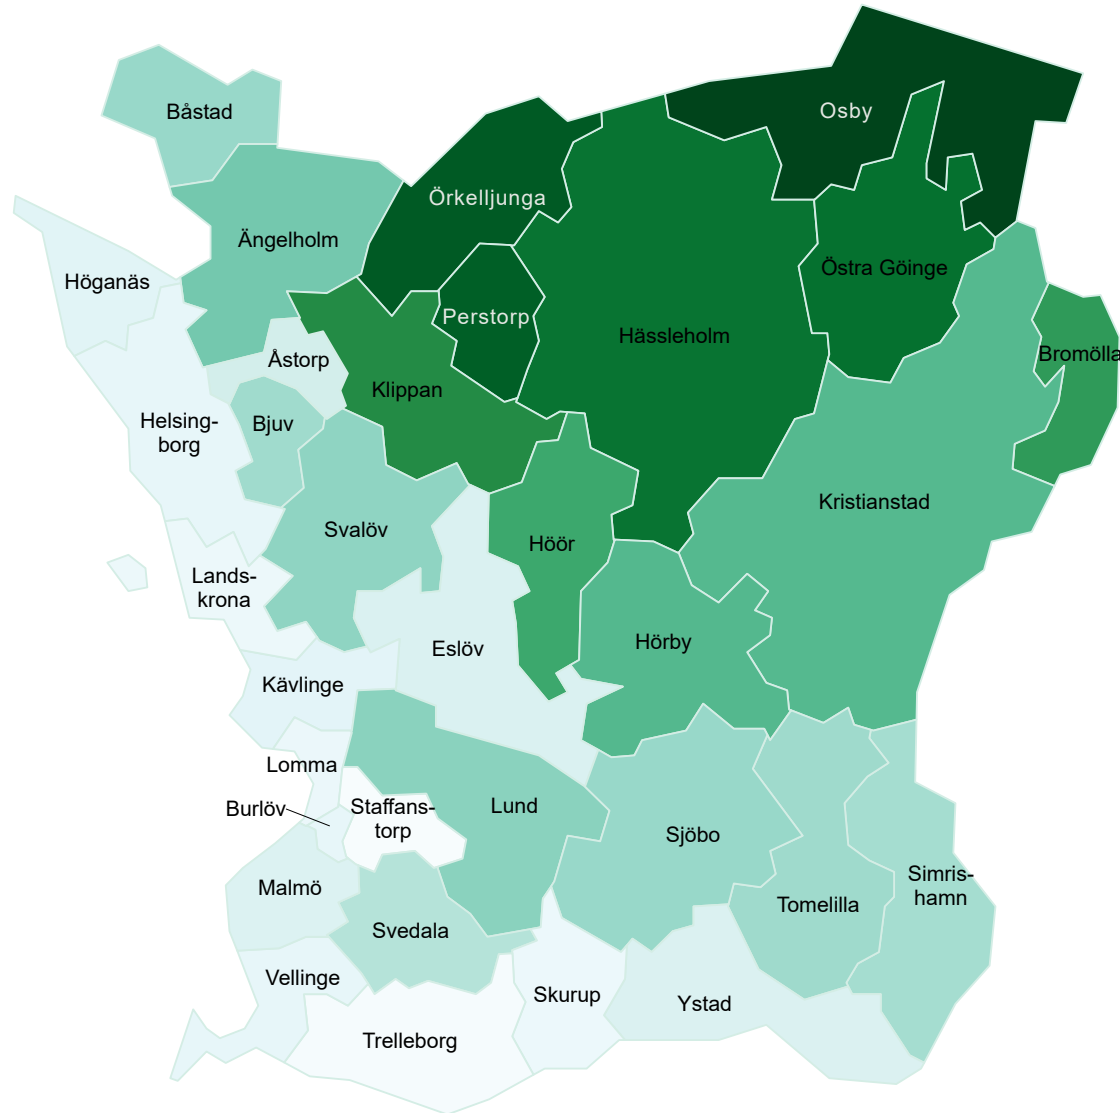 Båstad
Osby
Örkelljunga
Ängelholm
Östra Göinge
Höganäs
Perstorp
Hässleholm
Bromölla
Åstorp
Klippan
Helsing-
borg
Bjuv
Kristianstad
Svalöv
Höör
Lands-
krona
Hörby
Eslöv
Kävlinge
Lomma
Burlöv
Staffans-
torp
Lund
Sjöbo
Malmö
Simris-
hamn
Tomelilla
Svedala
Vellinge
Skurup
Ystad
Trelleborg